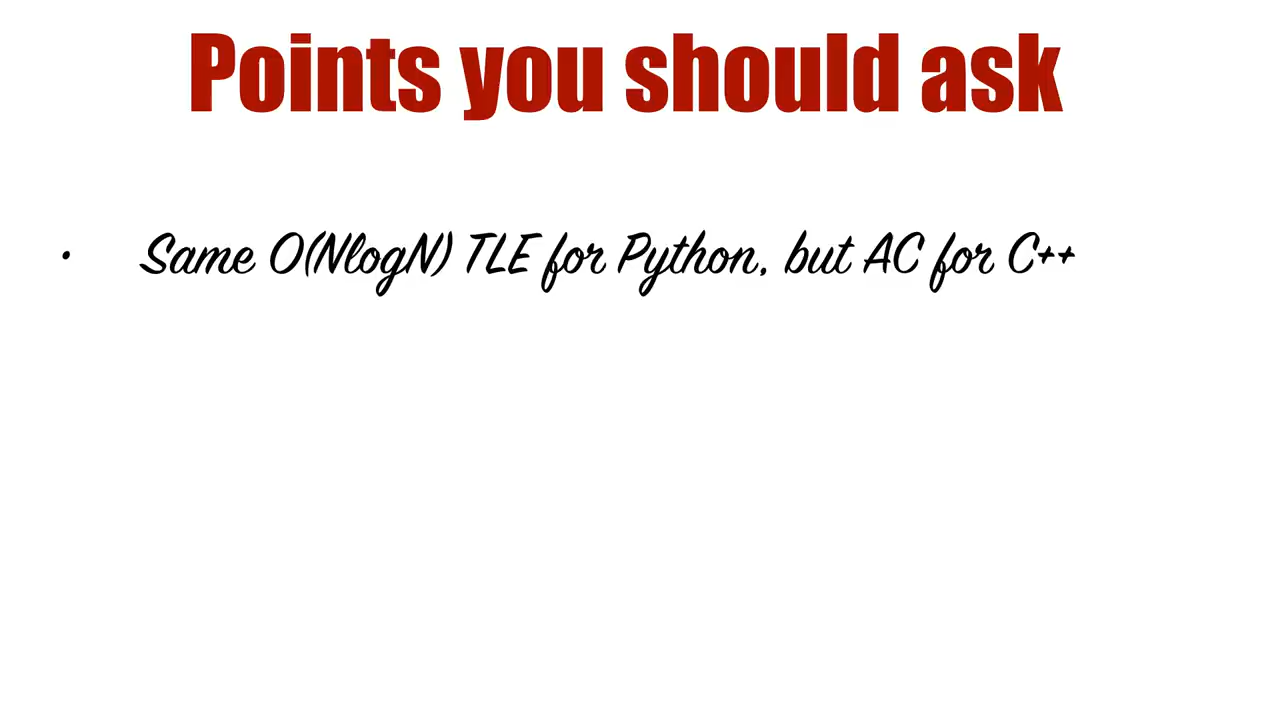 Points you should ask
• Same O(NlogN) TLE for Python, but AC for C++